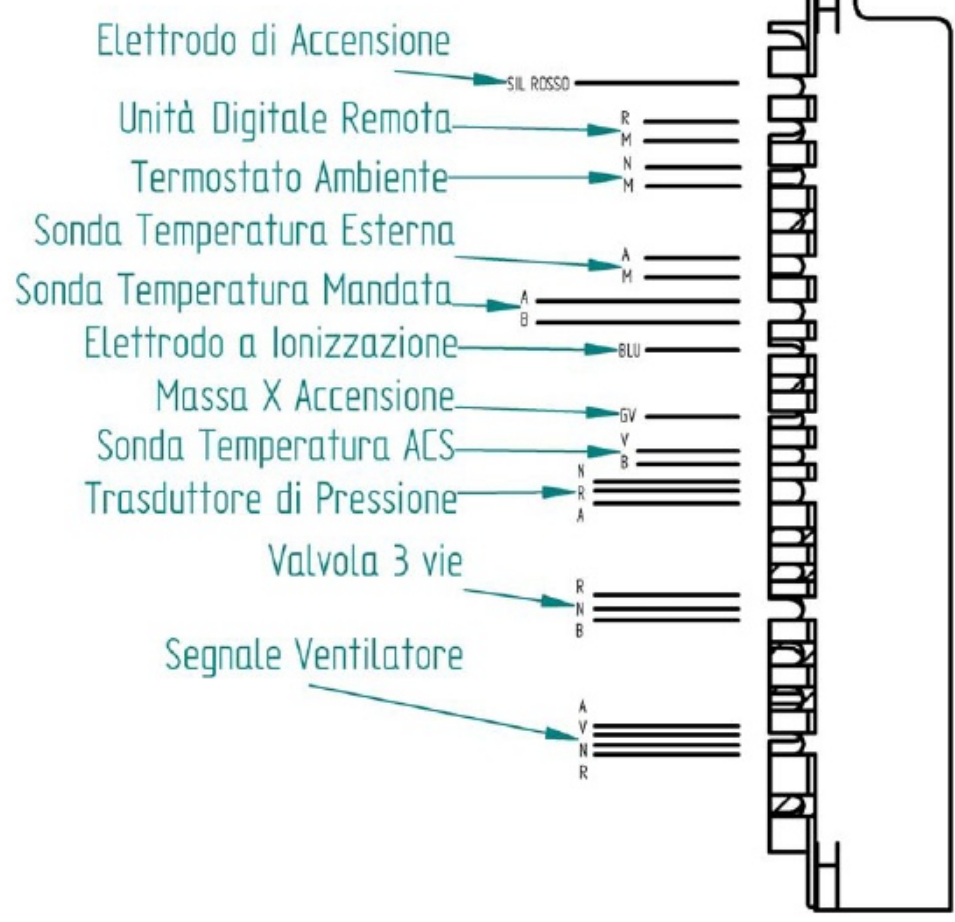 Elettrodo di Accensione
SIL ROSSO
Unità Digitale Remota
R
M
Termostato Ambiente
N
M
Sonda Temperatura Esterna
A
M
Sonda Temperatura Mandata
A
B
Elettrodo a Ionizzazione
BLU
Massa X Accensione
GV
Sonda Temperatura ACS
V
B
Trasduttore di Pressione
N
R
A
Valvola 3 vie
R
N
B
Segnale Ventilatore
A
V
N
R